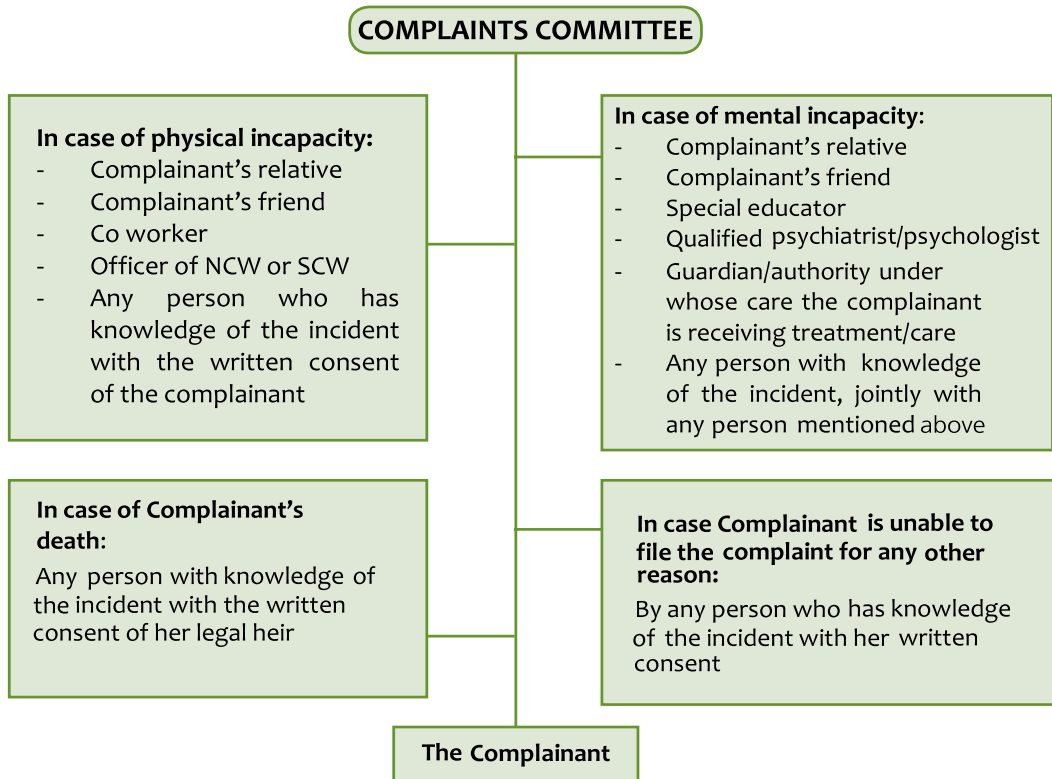 COMPLAINTS COMMITTEE
In case of physical incapacity:
- Complainant’s relative
- Complainant’s friend
- Co worker
- Officer of NCW or SCW
- Any person who has
knowledge of the incident
with the written consent
of the complainant
In case of mental incapacity:
- Complainant’s relative
- Complainant’s friend
- Special educator
- Qualified psychiatrist/psychologist
- Guardian/authority under
whose care the complainant
is receiving treatment/care
- Any person with knowledge
of the incident, jointly with
any person mentioned above
In case of Complainant’s
death:
Any person with knowledge of
the incident with the written
consent of her legal heir
In case Complainant is unable to
file the complaint for any other
reason:
By any person who has knowledge
of the incident with her written
consent
The Complainant